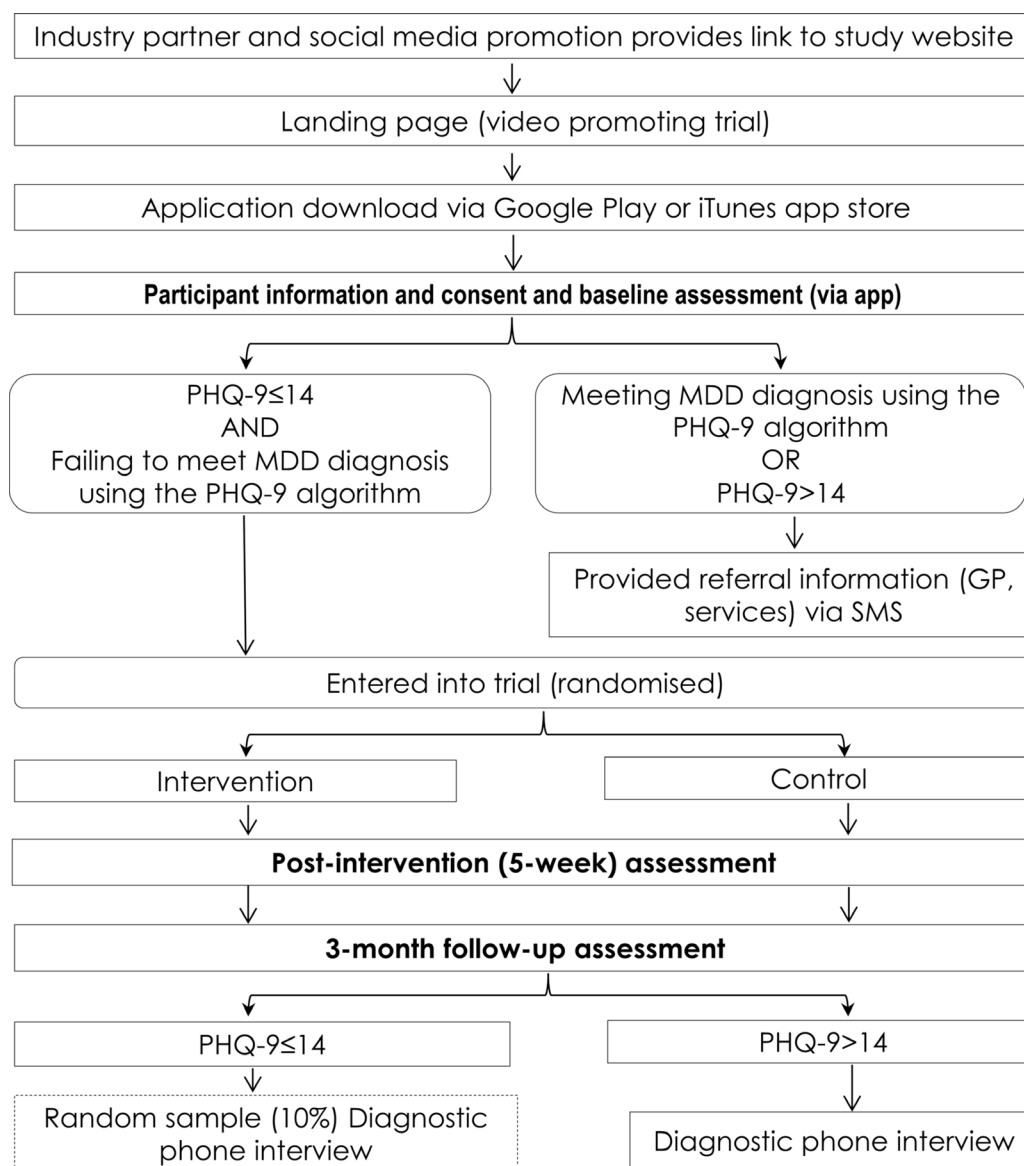 Industry partner and social media promotion provides link to study website
Landing page (video promoting trial)
Application download via Google Play or iTunes app store
Participant information and consent and baseline assessment (via app)
PHQ-9≤14
AND
Failing to meet MDD diagnosis
using the PHQ-9 algorithm
Meeting MDD diagnosis using the
PHQ-9 algorithm
OR
PHQ-9>14
Provided referral information (GP,
services) via SMS
Entered into trial (randomised)
Intervention
Control
Post-intervention (5-week) assessment
3-month follow-up assessment
PHQ-9≤14
PHQ-9>14
Random sample (10%) Diagnostic
phone interview
Diagnostic phone interview